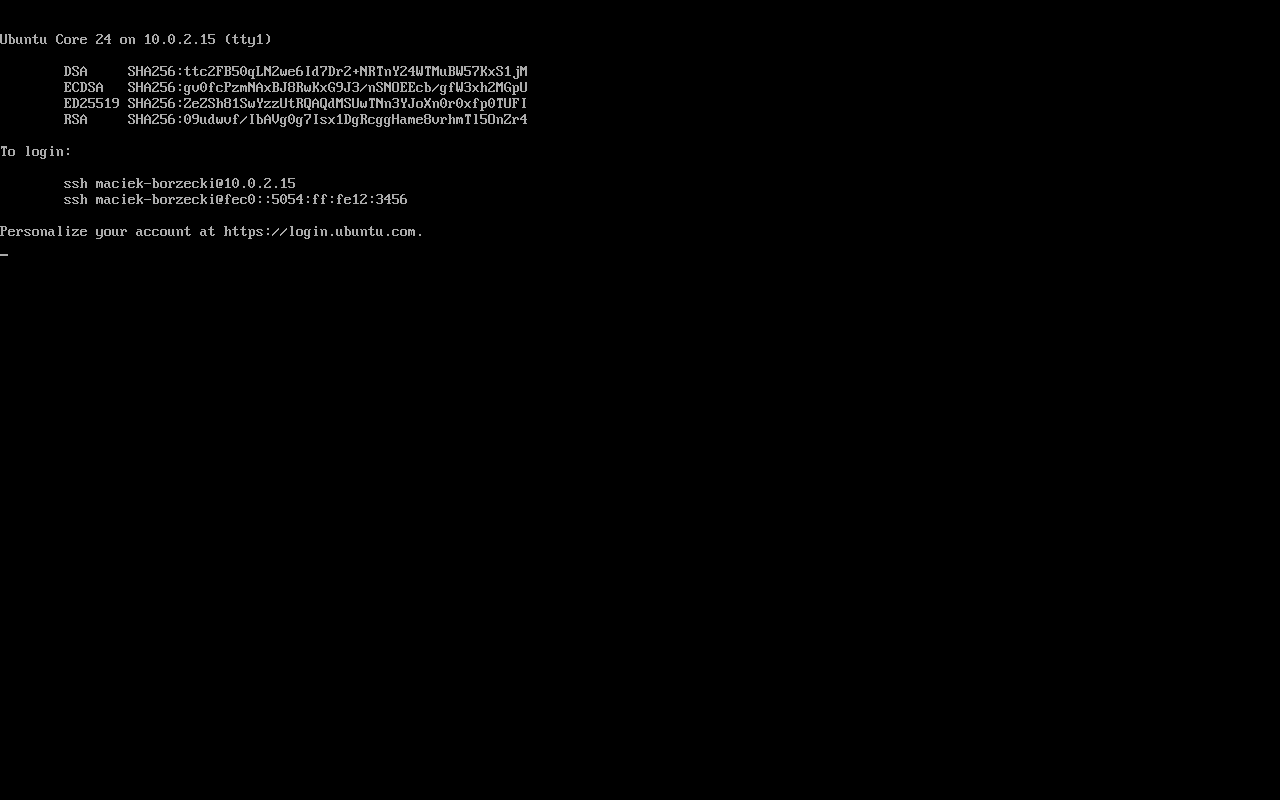 Ubuntu Core 24 on 10.0.2.15 (tty1)
DSA SHA256:ttc2FB50qLN2we6Id7Dr2+NRTnY24WTMuBW57KxS1jM
ECDSA SHA256:gv0fcPzmNAxBJ8RwKxG9J3/nSNOEEcb/gfW3xh2MGpU
ED25519 SHA256:ZeZSh81SwYzzUtRQAQdMSUwTNn3YJoXn0r0xfp0TUFI
RSA SHA256:09udwvf/IbAVg0g7Isx1DgRcggHame8vrhmTl5OnZr4
To login:
ssh maciek-borzecki@10.0.2.15
ssh maciek-borzecki@fec0::5054:ff:fe12:3456
Personalize your account at https://login.ubuntu.com.